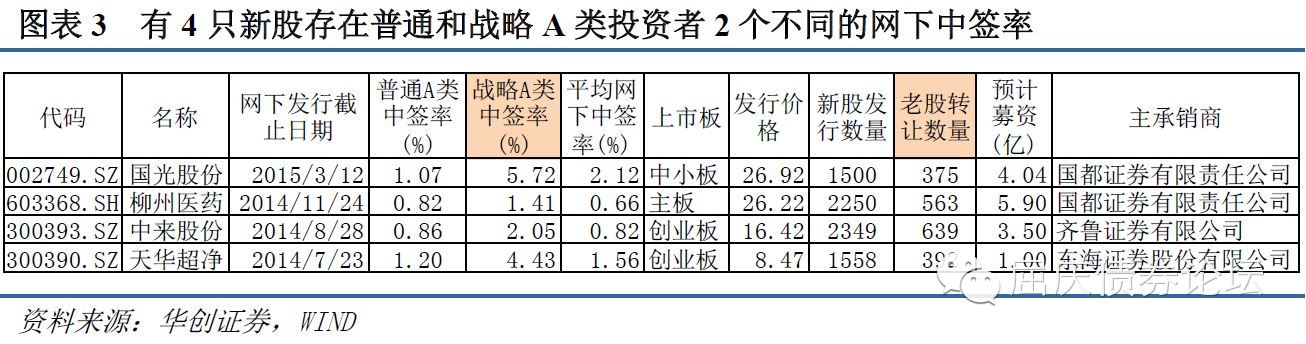 图表 3 有 4 只新股存在普通和战略 A 类投资者 2 个不同的网下中签率
代码 名称 网下发行截止日期 普通A类中签率(%) 战略A类中签率(%) 平均网下中签率(%) 上市板 发行价格 新股发行数量 老股转让数量 预计募资(亿) 主承销商
002749.SZ 国光股份 2015/3/12 1.07 5.72 2.12 中小板 26.92 1500 375 4.04 国都证券有限责任公司
603368.SH 柳州医药 2014/11/24 0.82 1.41 0.66 主板 26.22 2250 563 5.90 国都证券有限责任公司
300393.SZ 中来股份 2014/8/28 0.86 2.05 0.82 创业板 16.42 2349 639 3.50 齐鲁证券有限公司
300390.SZ 天华超净 2014/7/23 1.20 4.43 1.56 创业板 8.47 1558 1.00 东海证券股份有限公司
屈庆债券论坛
资料来源：华创证券，WIND